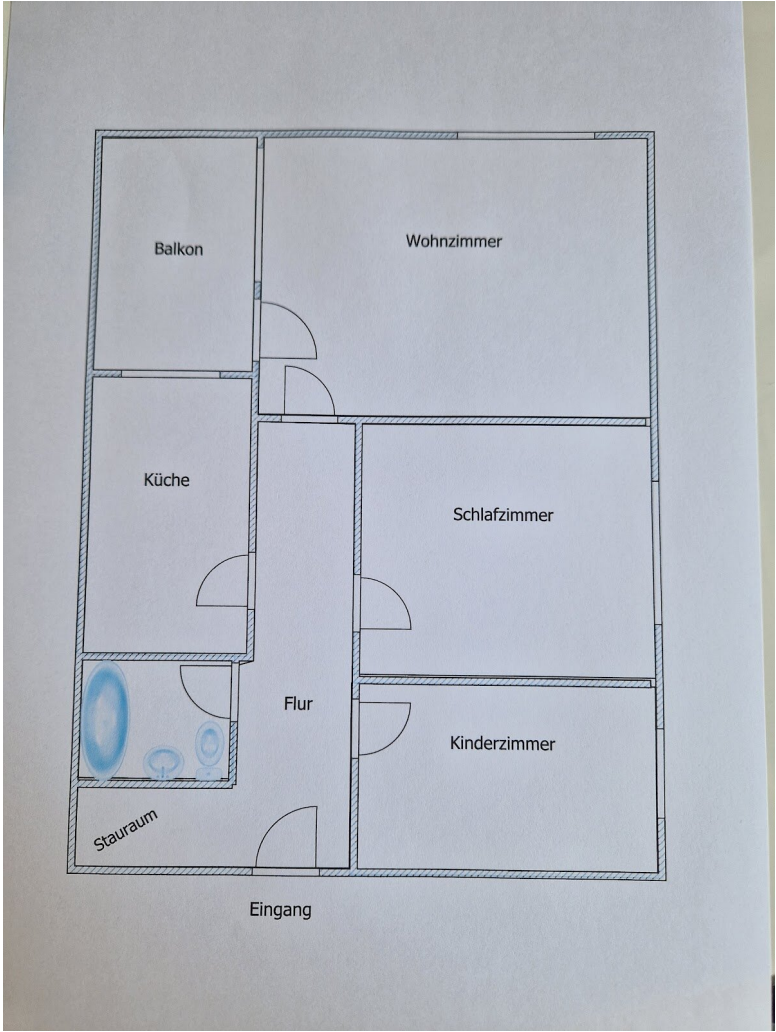 Balkon
Wohnzimmer
Küche
Schlafzimmer
Flur
Kinderzimmer
Stauraum
Eingang